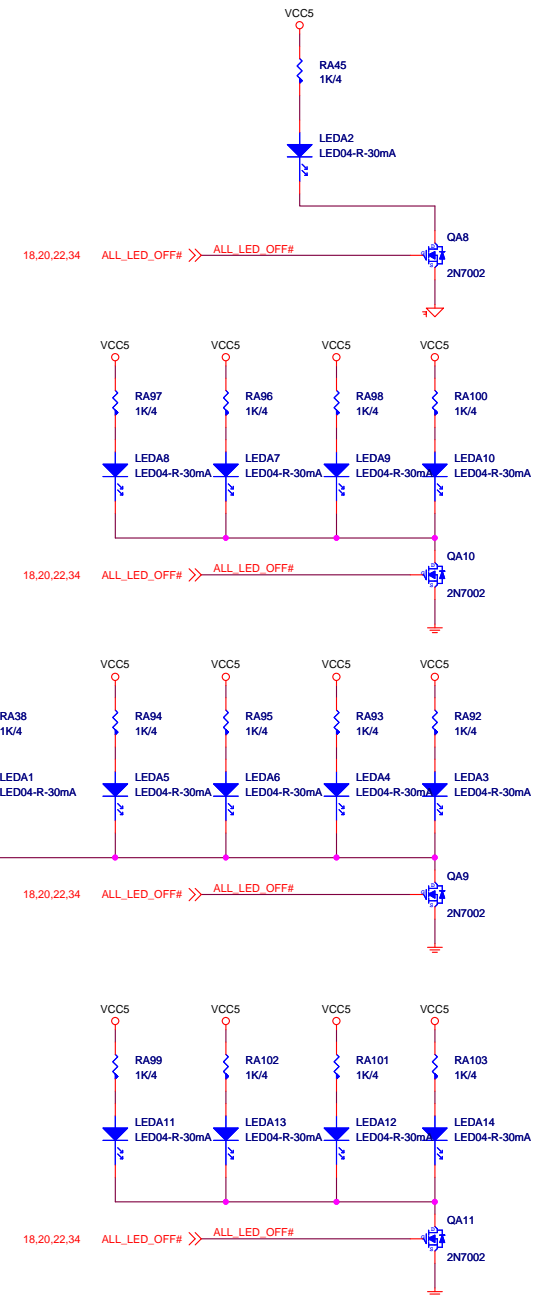 VCC5
RA45
1K/4
LEDA2
LED04-R-30mA
QA8
18,20,22,34 ALL_LED_OFF# ALL_LED_OFF#
2N7002
VCC5 VCC5 VCC5 VCC5
RA97 RA96 RA98 RA100
1K/4 1K/4 1K/4 1K/4
LEDA8 LEDA7 LEDA9 LEDA10
LED04-R-30mA LED04-R-30mA LED04-R-30mA LED04-R-30mA
QA10
18,20,22,34 ALL_LED_OFF# ALL_LED_OFF#
2N7002
VCC5 VCC5 VCC5 VCC5
RA38 RA94 RA95 RA93 RA92
1K/4 1K/4 1K/4 1K/4 1K/4
LEDA1 LEDA5 LEDA6 LEDA4 LEDA3
LED04-R-30mA LED04-R-30mA LED04-R-30mA LED04-R-30mA LED04-R-30mA
QA9
18,20,22,34 ALL_LED_OFF# ALL_LED_OFF#
2N7002
VCC5 VCC5 VCC5 VCC5
RA99 RA102 RA101 RA103
1K/4 1K/4 1K/4 1K/4
LEDA11 LEDA13 LEDA12 LEDA14
LED04-R-30mA LED04-R-30mA LED04-R-30mA LED04-R-30mA
QA11
18,20,22,34 ALL_LED_OFF# ALL_LED_OFF#
2N7002